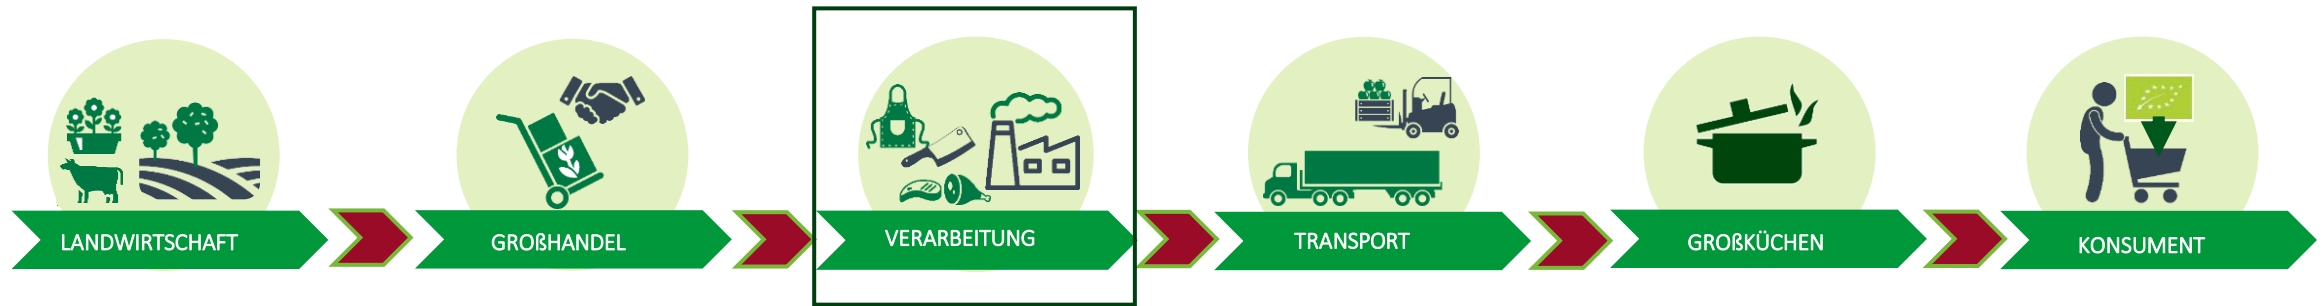 LANDWIRTSCHAFT
GROßHANDEL
VERARBEITUNG
TRANSPORT
GROßKÜCHEN
KONSUMENT